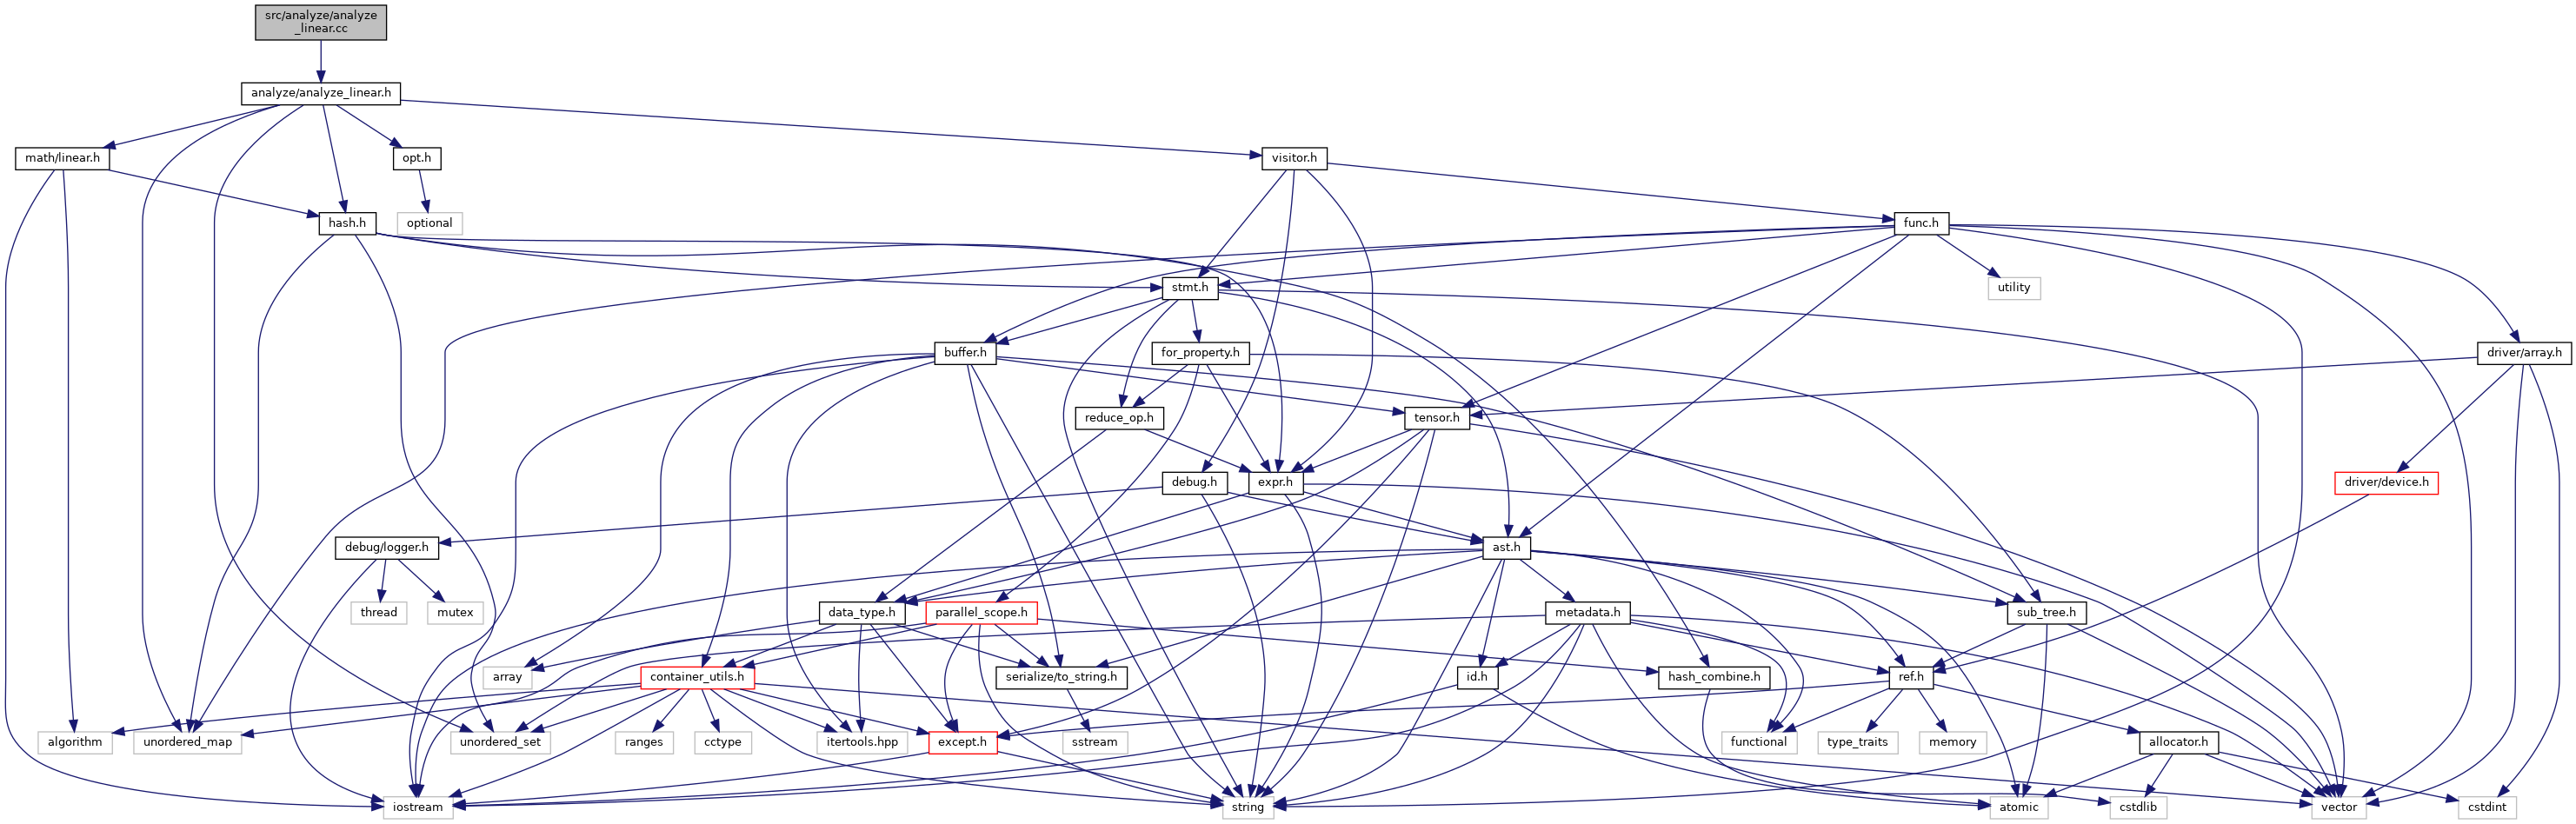 src/analyze/analyze
_linear.cc
analyze/analyze_linear.h
math/linear.h
opt.h
visitor.h
hash.h
optional
func.h
stmt.h
utility
buffer.h
for_property.h
driver/array.h
reduce_op.h
tensor.h
debug.h
expr.h
driver/device.h
debug/logger.h
ast.h
thread
mutex
data_type.h
parallel_scope.h
metadata.h
sub_tree.h
array
container_utils.h
serialize/to_string.h
id.h
hash_combine.h
ref.h
algorithm
unordered_map
unordered_set
ranges
cctype
itertools.hpp
except.h
sstream
functional
type_traits
memory
allocator.h
iostream
string
atomic
cstdlib
vector
cstdint